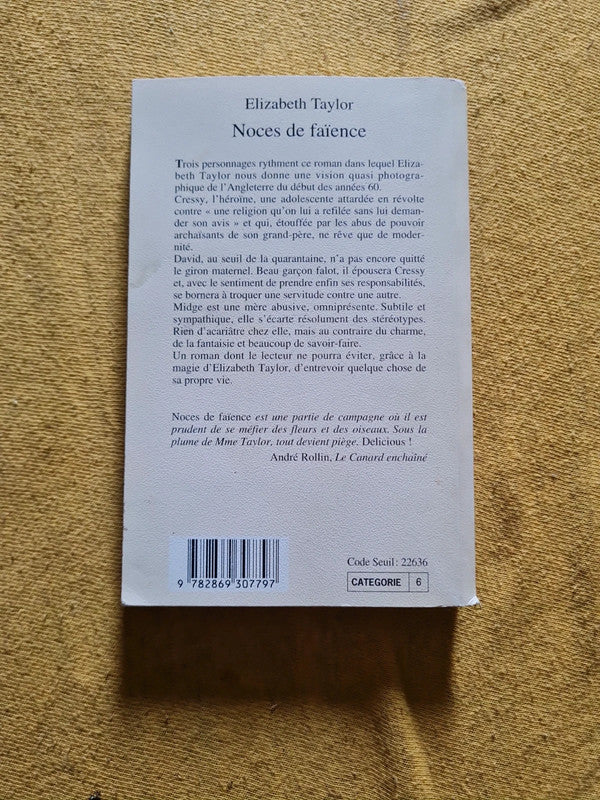 Elizabeth Taylor
Noces de faïence
Trois personnages rythment ce roman dans lequel Eliza-
beth Taylor nous donne une vision quasi photogra-
phique de l'Angleterre du début des années 60.
Cressy, l'héroïne, une adolescente attardée en révolte
contre « une religion qu'on lui a refilée sans lui deman-
der son avis » et qui, étouffée par les abus de pouvoir
archaïsants de son grand-père, ne rêve que de moder-
nité.
David, au seuil de la quarantaine, n'a pas encore quitté
le giron maternel. Beau garçon falot, il épousera Cressy
et, avec le sentiment de prendre enfin ses responsabilités,
se bornera à troquer une servitude contre une autre.
Midge est une mère abusive, omniprésente. Subtile et
sympathique, elle s'écarte résolument des stéréotypes.
Rien d'acariâtre chez elle, mais au contraire du charme,
de la fantaisie et beaucoup de savoir-faire.
Un roman dont le lecteur ne pourra éviter, grâce à la
magie d'Elizabeth Taylor, d'entrevoir quelque chose de
sa propre vie.
Noces de faïence est une partie de campagne où il est
prudent de se méfier des fleurs et des oiseaux. Sous la
plume de Mme Taylor, tout devient piège. Delicious !
André Rollin, Le Canard enchaîné
Code Seuil : 22636
CATEGORIE 6
9 782869 307797